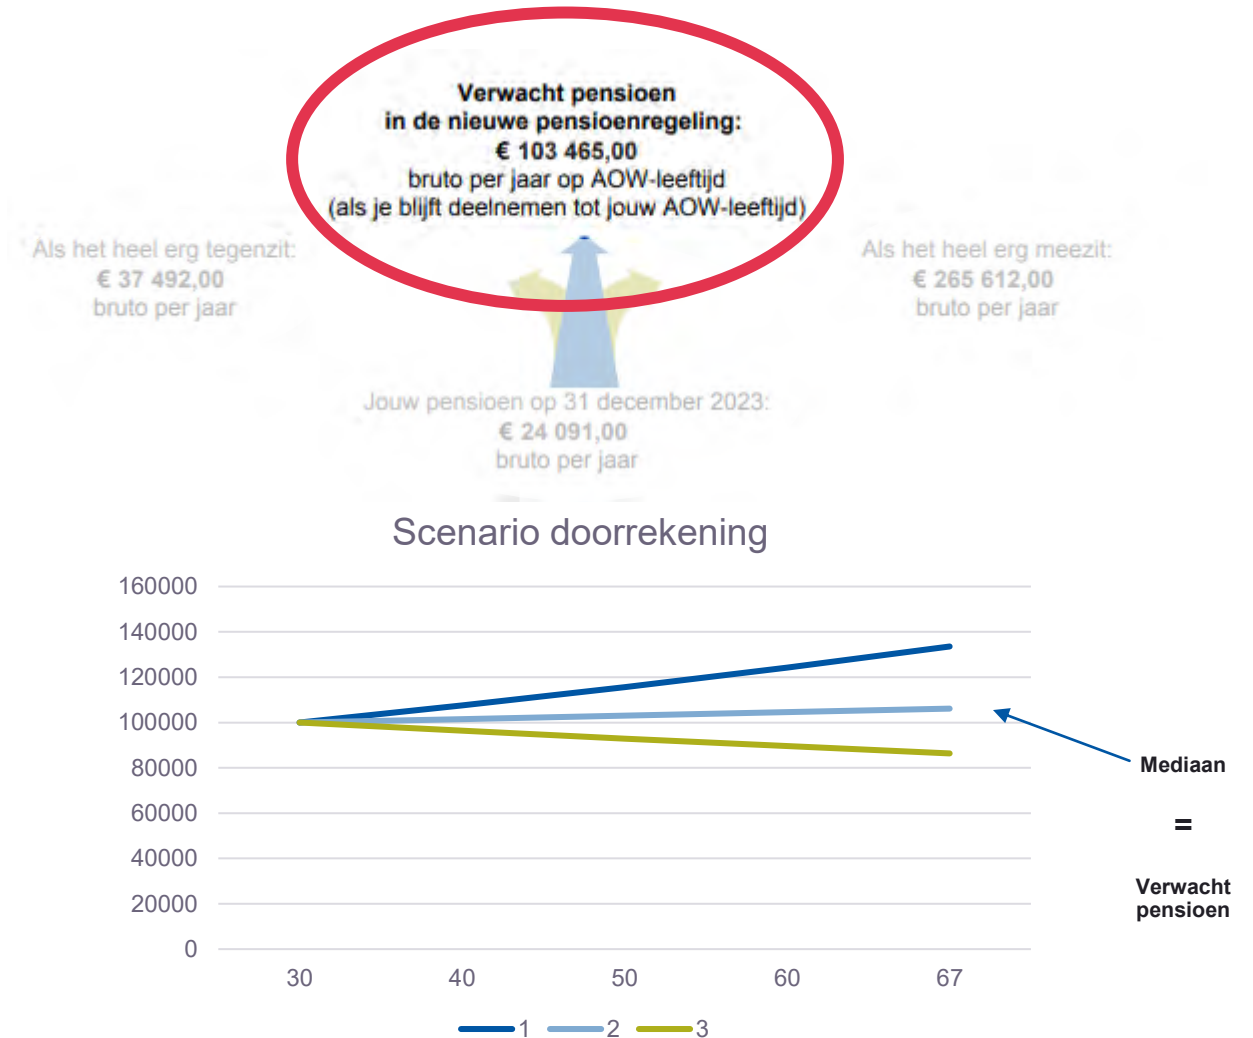 Verwacht pensioen
in de nieuwe pensioenregeling:
€ 103 465,00
bruto per jaar op AOW-leeftijd
(als je blijft deelnemen tot jouw AOW-leeftijd)
Als het heel erg tegenzit:
€ 37 492,00
bruto per jaar
Als het heel erg meezit:
€ 265 612,00
bruto per jaar
Jouw pensioen op 31 december 2023:
€ 24 091,00
bruto per jaar
Scenario doorrekening
160000
140000
120000
100000
80000
60000
40000
20000
0
30 40 50 60 67
1 2 3
Mediaan
=
Verwacht
pensioen